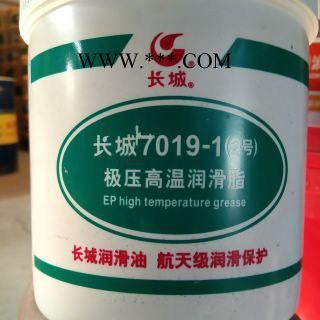 WWW.***.COM
长城®
长城7019-1(2号)
极压高温润滑脂
EP high temperature grease
长城润滑油 航天级润滑保护